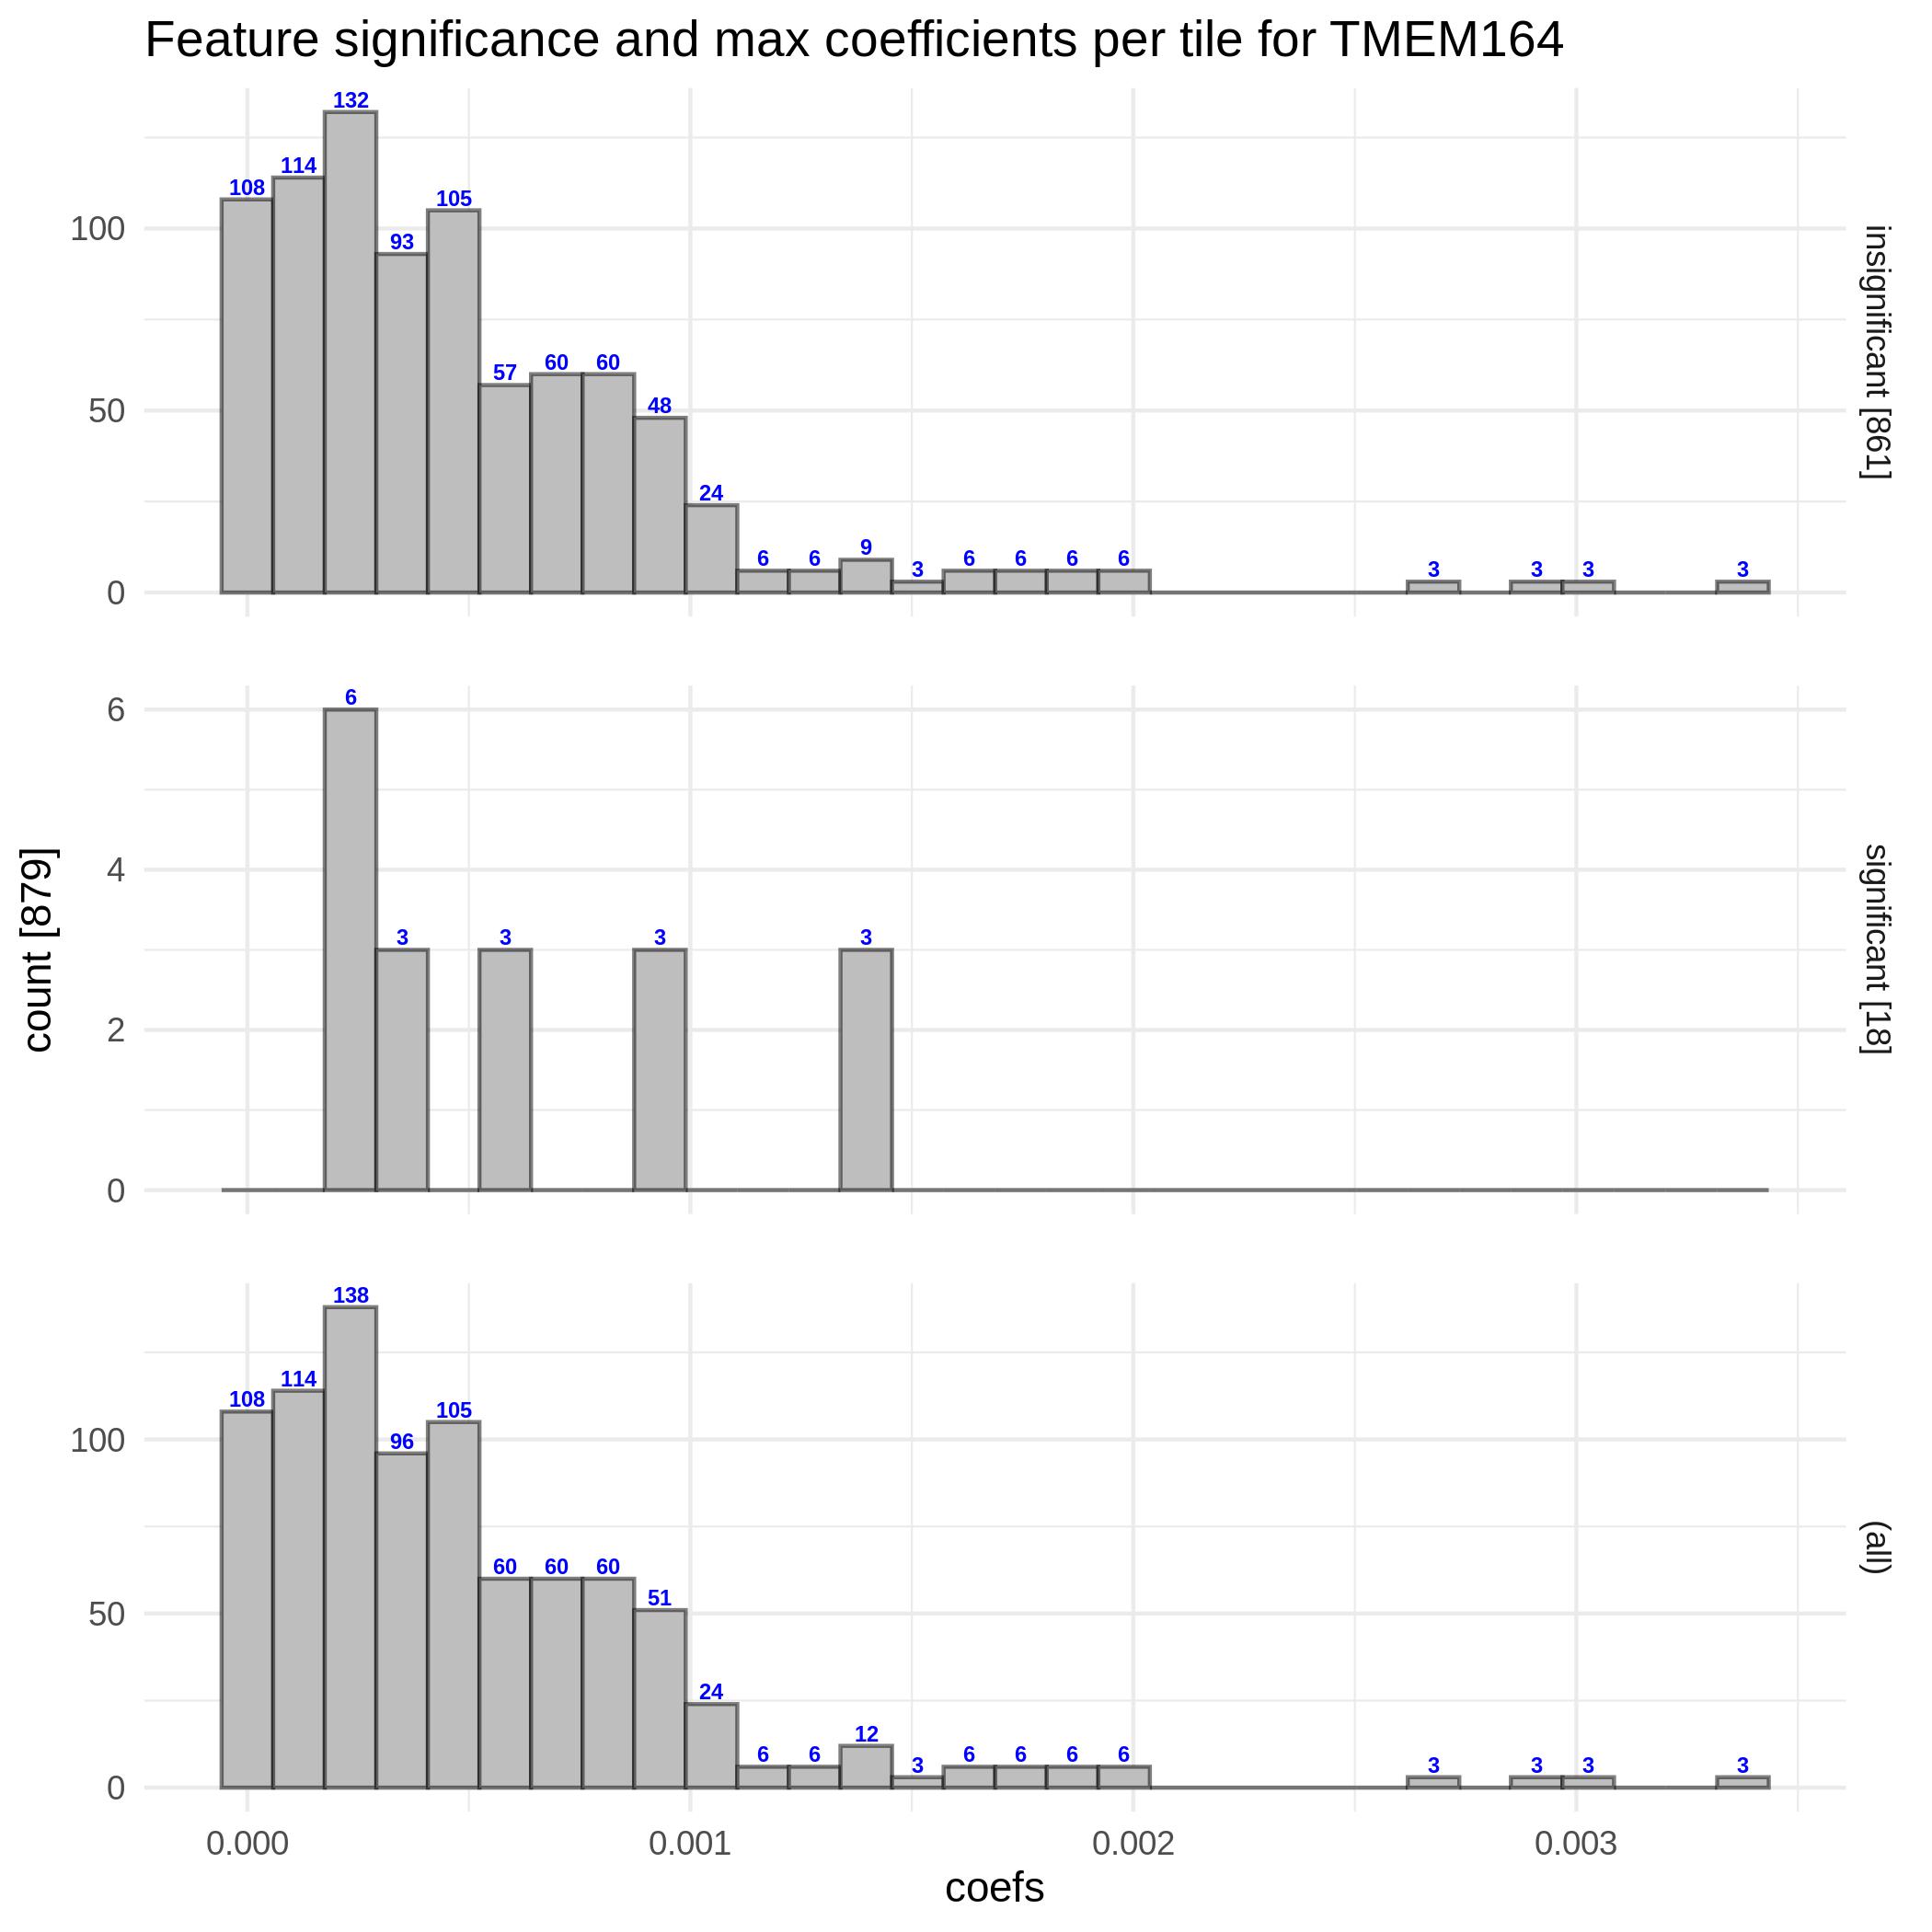 Feature significance and max coefficients per tile for TMEM164
132
108 114 105
93
57 60 60
48
24
6 6 9 3 6 6 6 6 3 3 3 3
100
50
0
insignificant [861]
6
3 3 3 3
6
4
2
0
count [879]
significant [18]
138
108 114 105
96
60 60 60
51
24
6 6 12 3 6 6 6 6 3 3 3 3
100
50
0
(all)
0.000 0.001 0.002 0.003
coefs